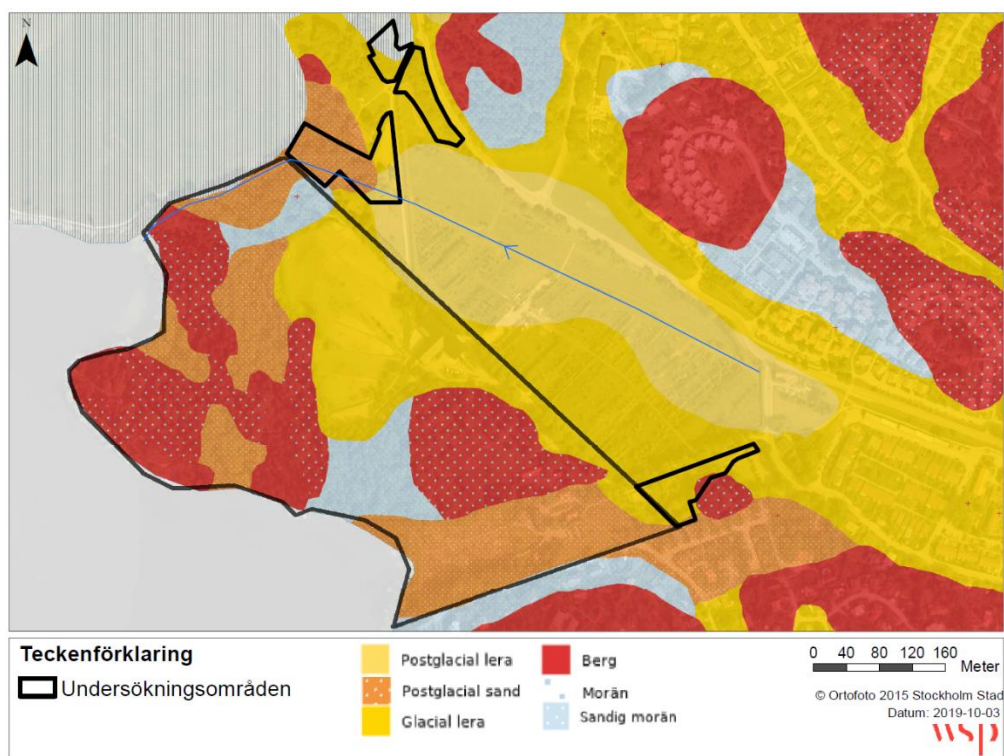 N
Teckenförklaring
Undersökningsområden
Postglacial lera
Postglacial sand
Glacial lera
Berg
Morän
Sandig morän
0 40 80 120 160
Meter
© Ortofoto 2015 Stockholm Stad
Datum: 2019-10-03
wsp